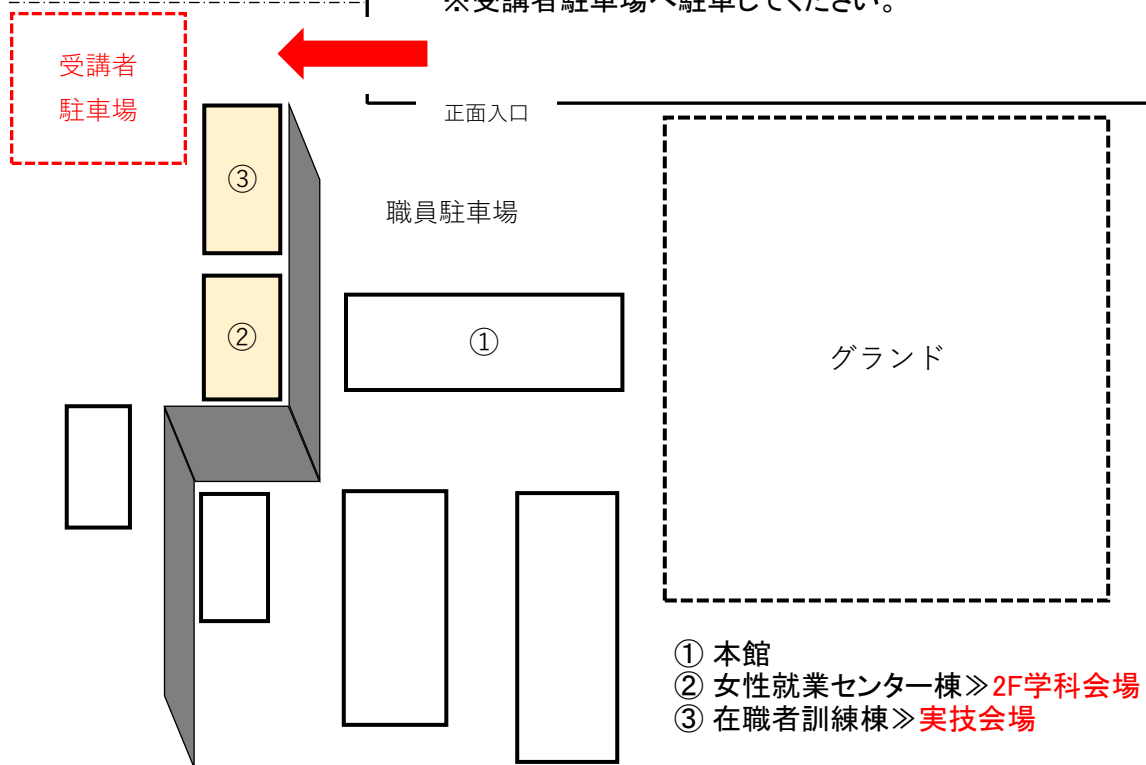 ※受講者駐車場へ駐車してください。
受講者
駐車場
正面入口
③
職員駐車場
②
①
グランド
① 本館
② 女性就業センター棟≫2F学科会場
③ 在職者訓練棟≫実技会場